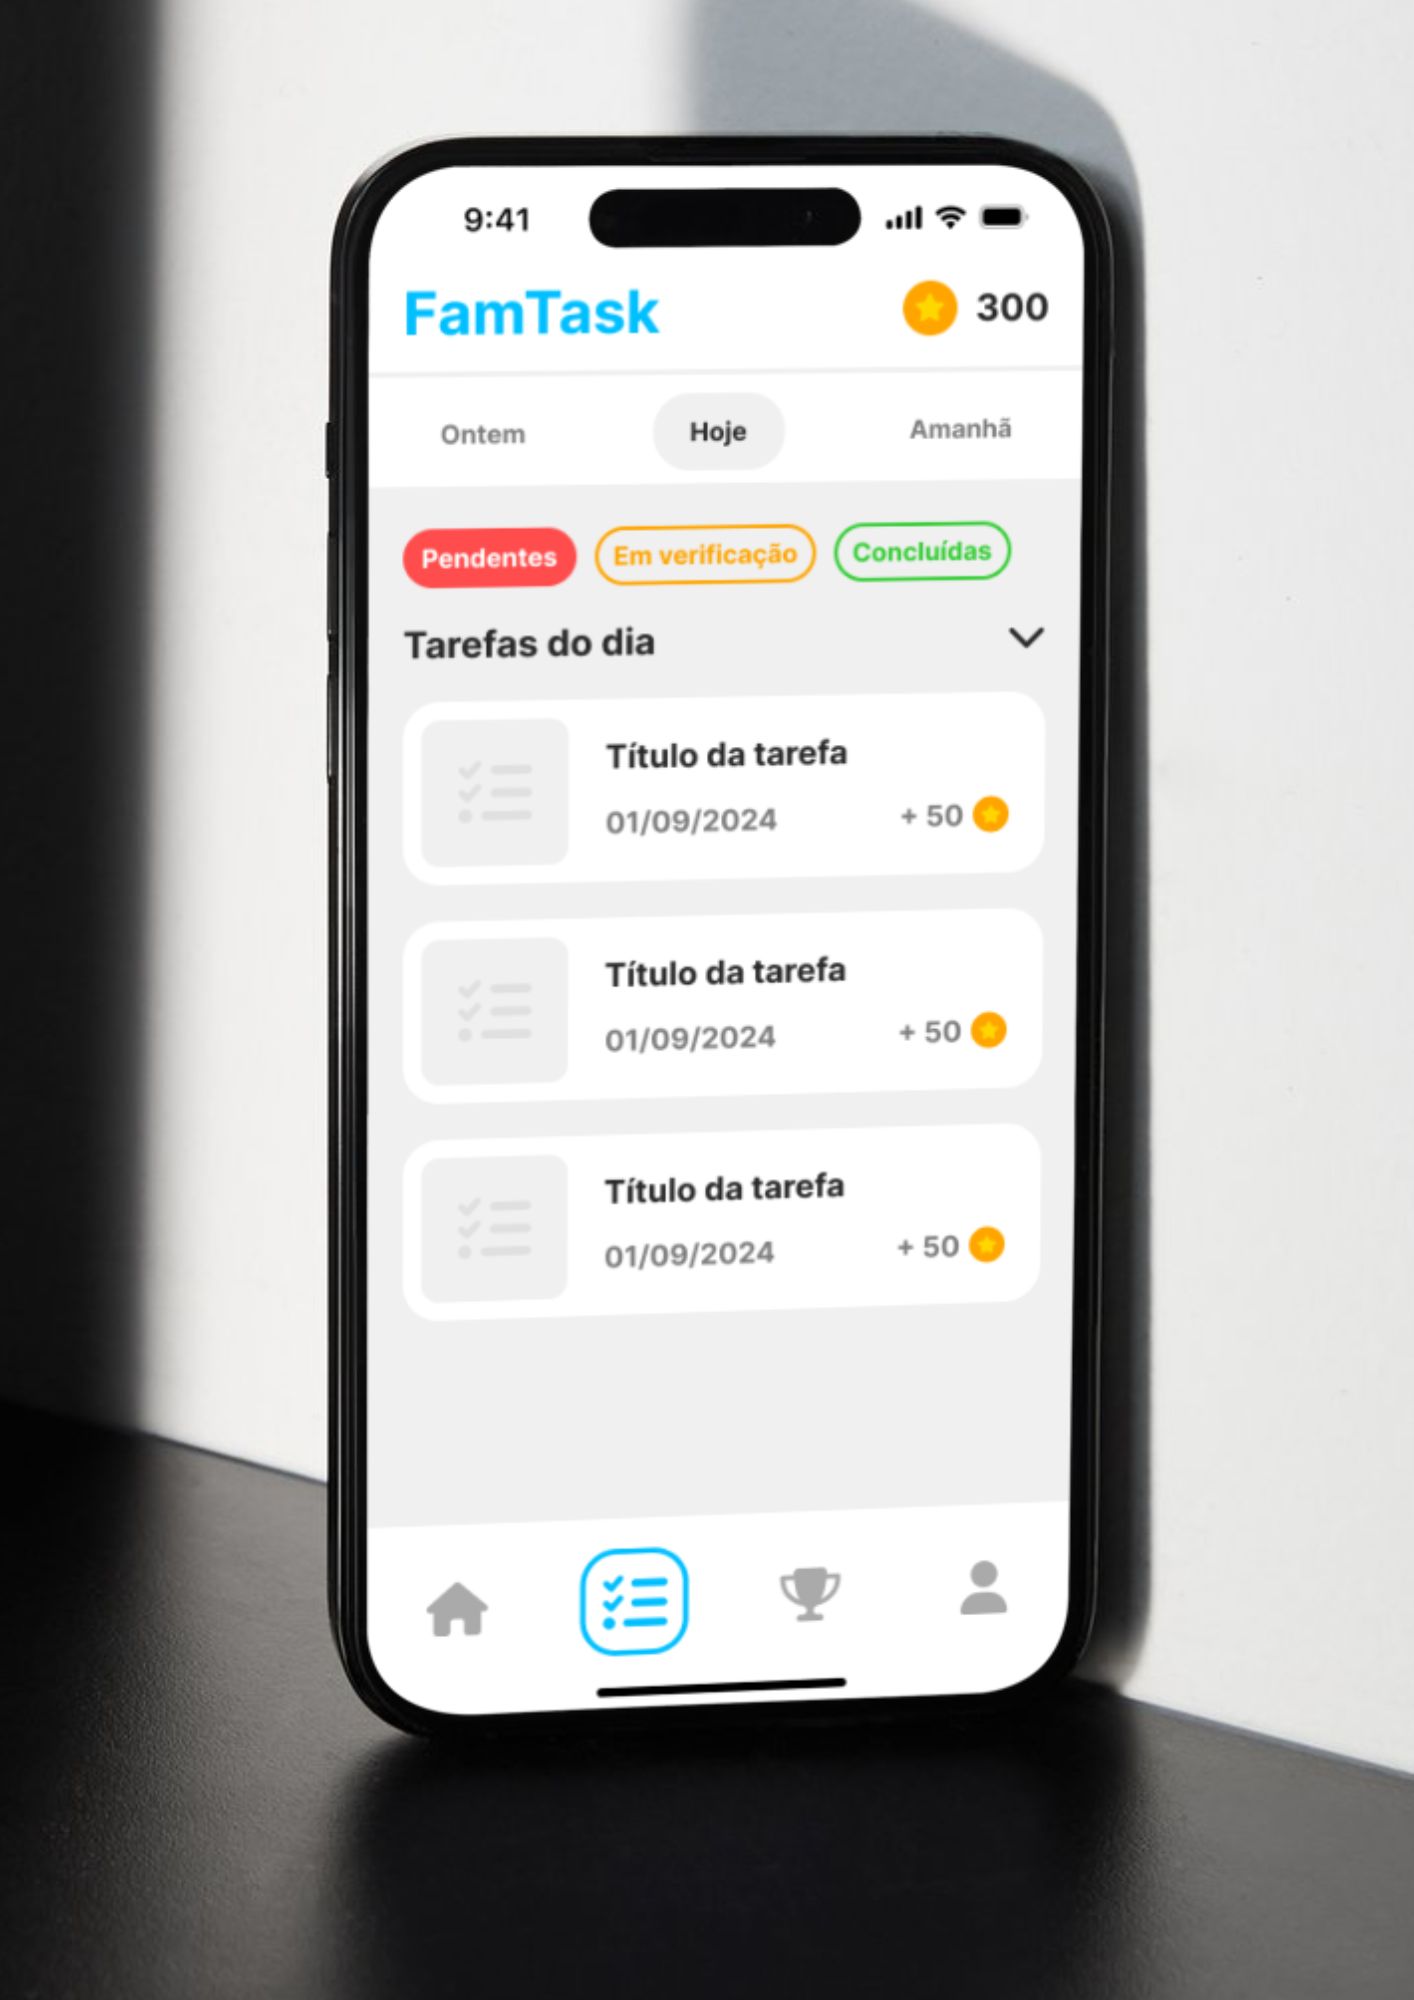 9:41
FamTask
300
Ontem
Hoje
Amanhã
Pendentes
Em verificação
Concluídas
Tarefas do dia
Título da tarefa
01/09/2024
+ 50
Título da tarefa
01/09/2024
+ 50
Título da tarefa
01/09/2024
+ 50